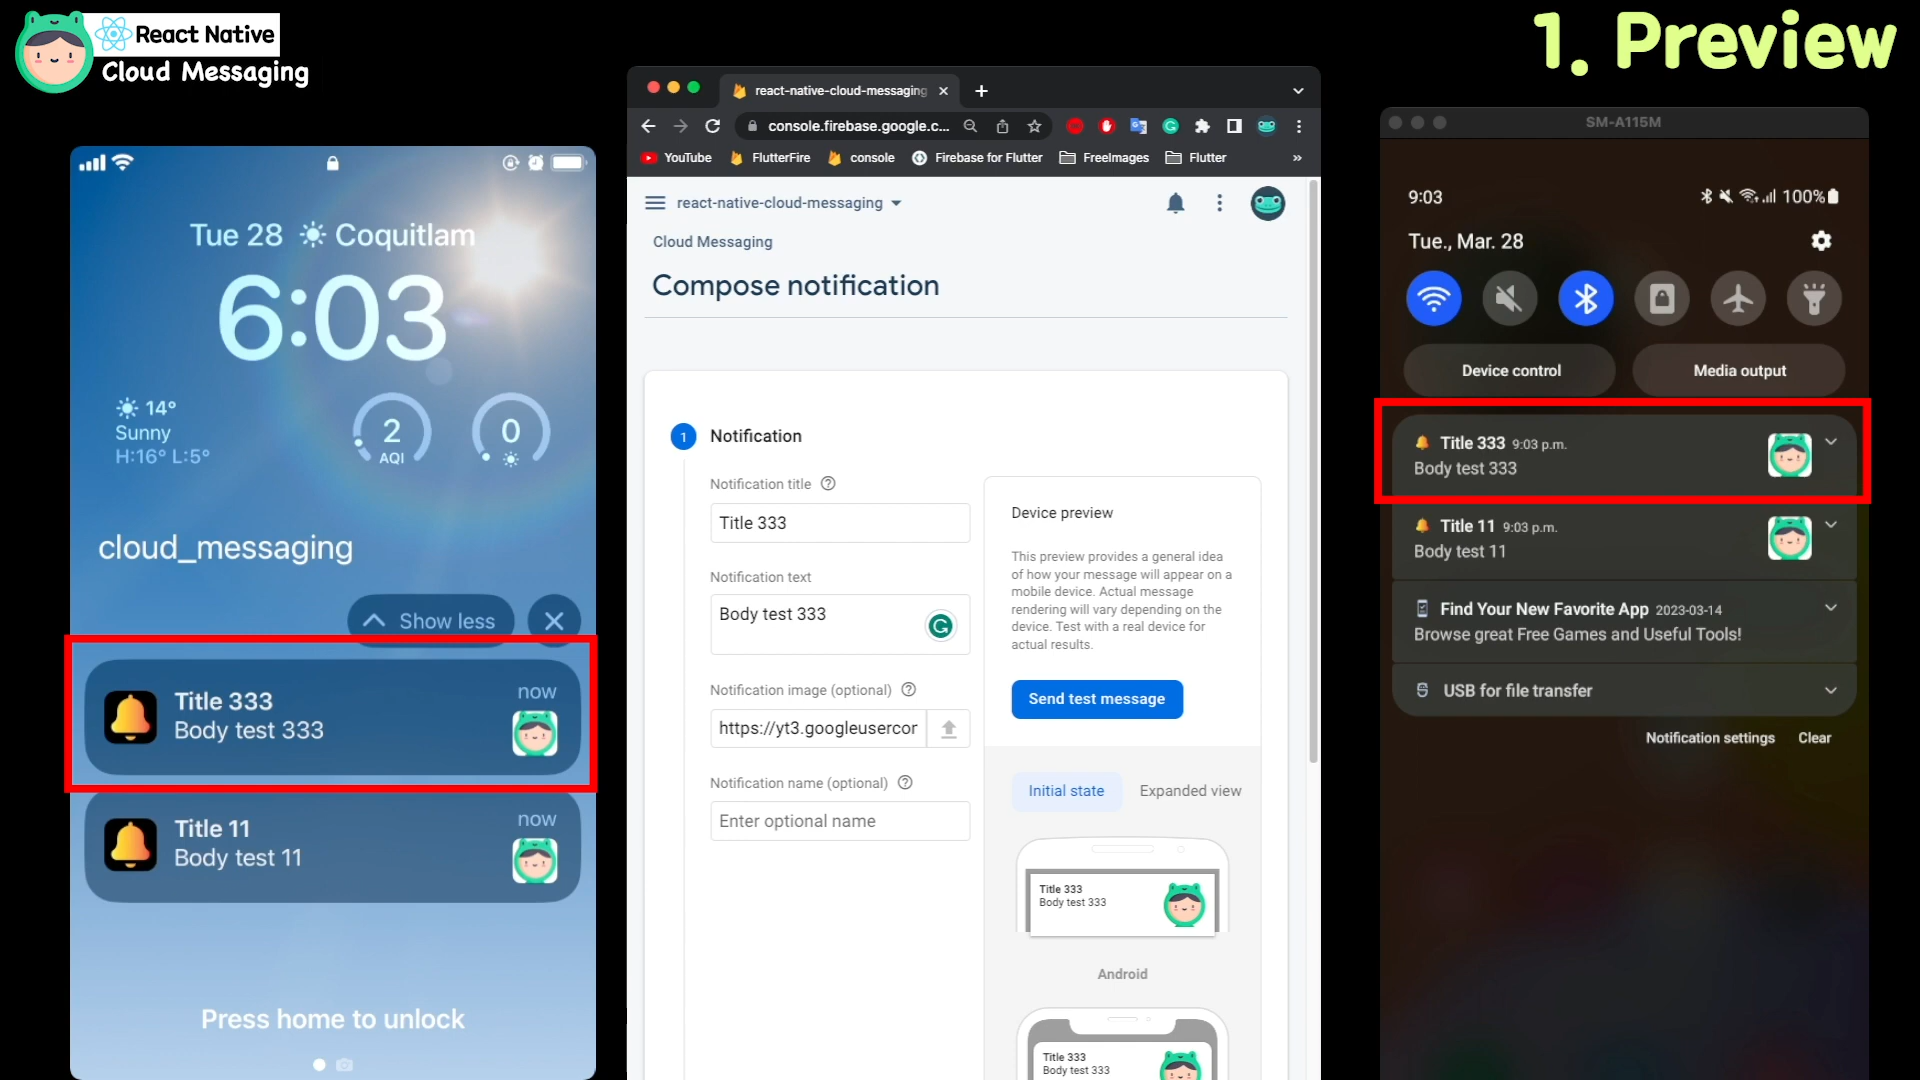 React Native
Cloud Messaging
1. Preview
Tue 28 Coquitlam
6:03
14°
Sunny
H:16° L:5°
2
AQI
0
cloud_messaging
Show less
Title 333
now
Body test 333
Title 11
now
Body test 11
Press home to unlock
react-native-cloud-messaging
console.firebase.google.c...
YouTube
FlutterFire
console
Firebase for Flutter
FreeImages
Flutter
»
react-native-cloud-messaging
Cloud Messaging
Compose notification
1 Notification
Notification title
Title 333
Notification text
Body test 333
Notification image (optional)
https://yt3.googleusercor
Notification name (optional)
Enter optional name
Device preview
This preview provides a general idea
of how your message will appear on a
mobile device. Actual message
rendering will vary depending on the
device. Test with a real device for
actual results.
Send test message
Initial state
Expanded view
Title 333
Body test 333
Android
Title 333
Body test 333
SM-A115M
9:03
100%
Tue., Mar. 28
Device control
Media output
Title 333 9:03 p.m.
Body test 333
Title 11 9:03 p.m.
Body test 11
Find Your New Favorite App 2023-03-14
Browse great Free Games and Useful Tools!
USB for file transfer
Notification settings
Clear